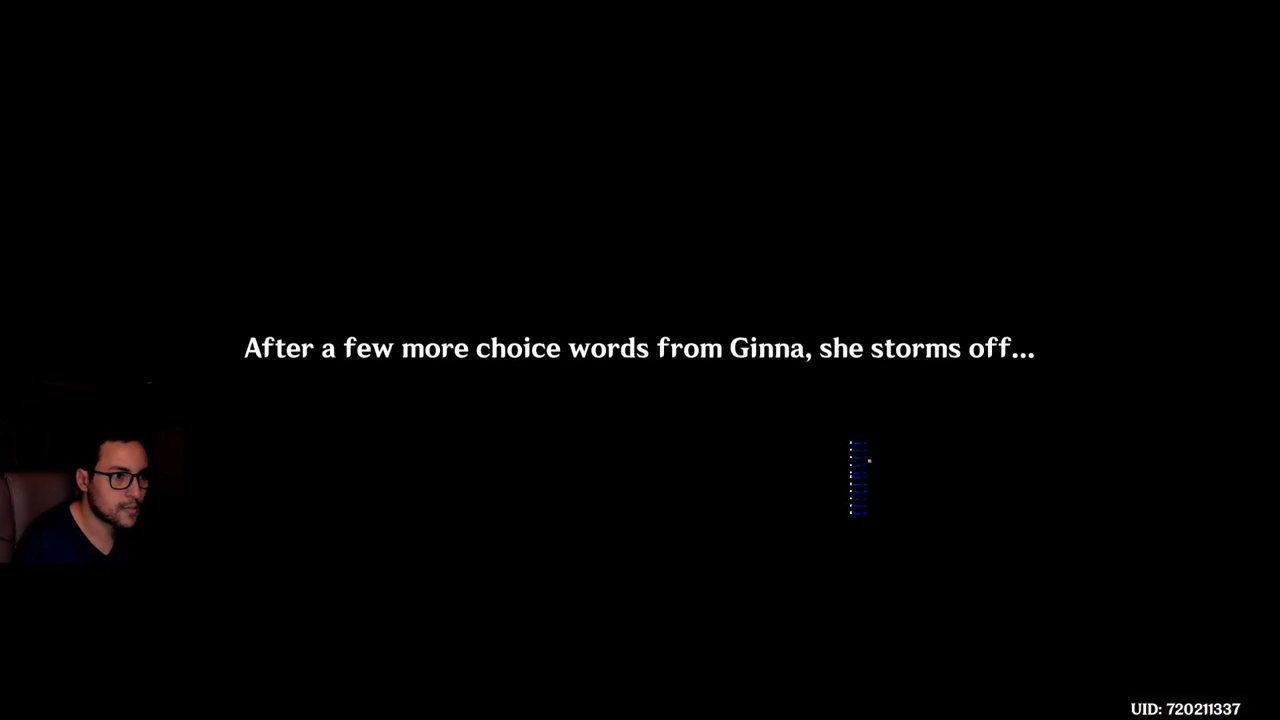 After a few more choice words from Ginna, she storms off...
UID: 720211337